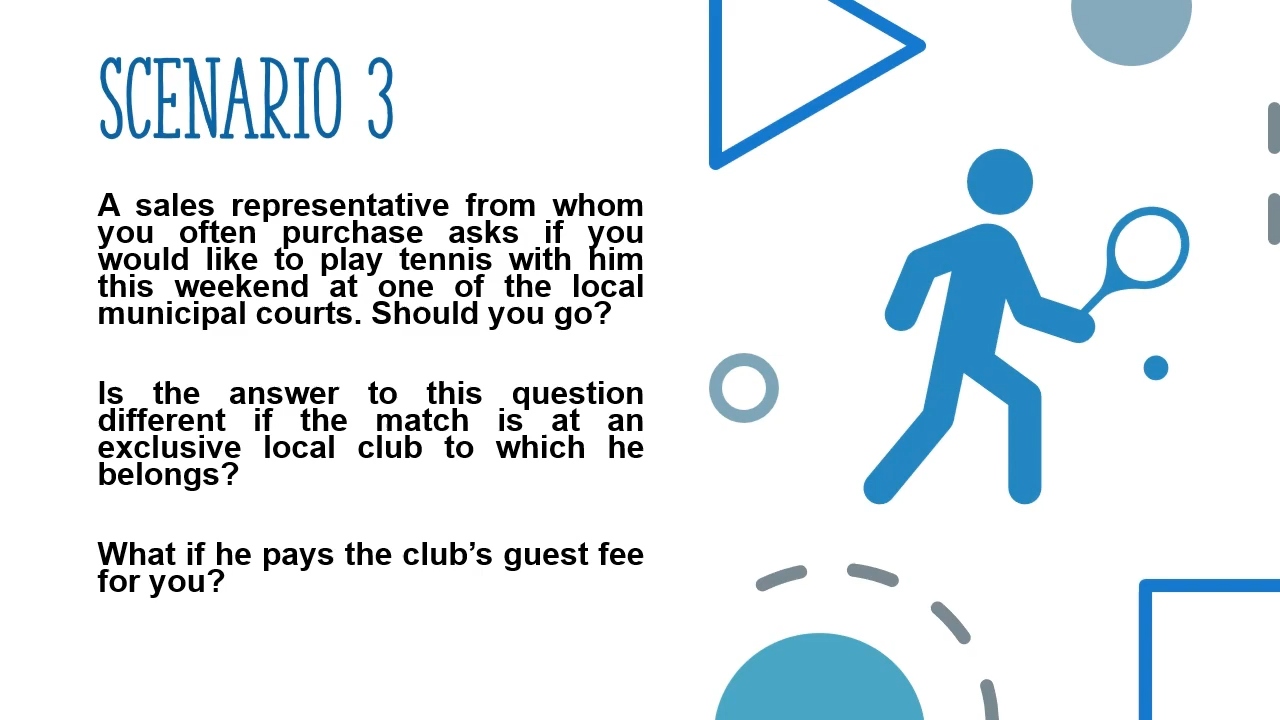 SCENARIO 3
A sales representative from whom
you often purchase asks if you
would like to play tennis with him
this weekend at one of the local
municipal courts. Should you go?
Is the answer to this question
different if the match is at an
exclusive local club to which he
belongs?
What if he pays the club’s guest fee
for you?